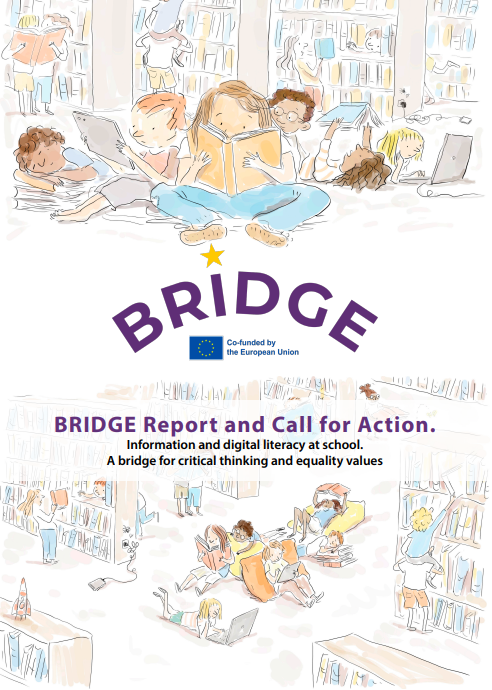 BRIDGE
Co-funded by
the European Union
BRIDGE Report and Call for Action.
Information and digital literacy at school.
A bridge for critical thinking and equality values